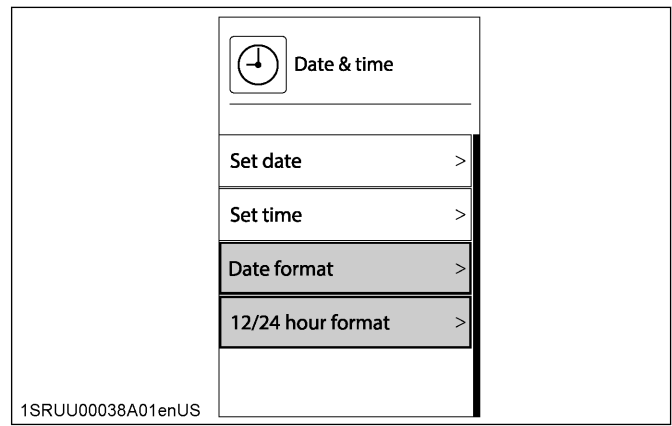 Date & time
Set date >
Set time >
Date format >
12/24 hour format >
1SRUU00038A01enUS